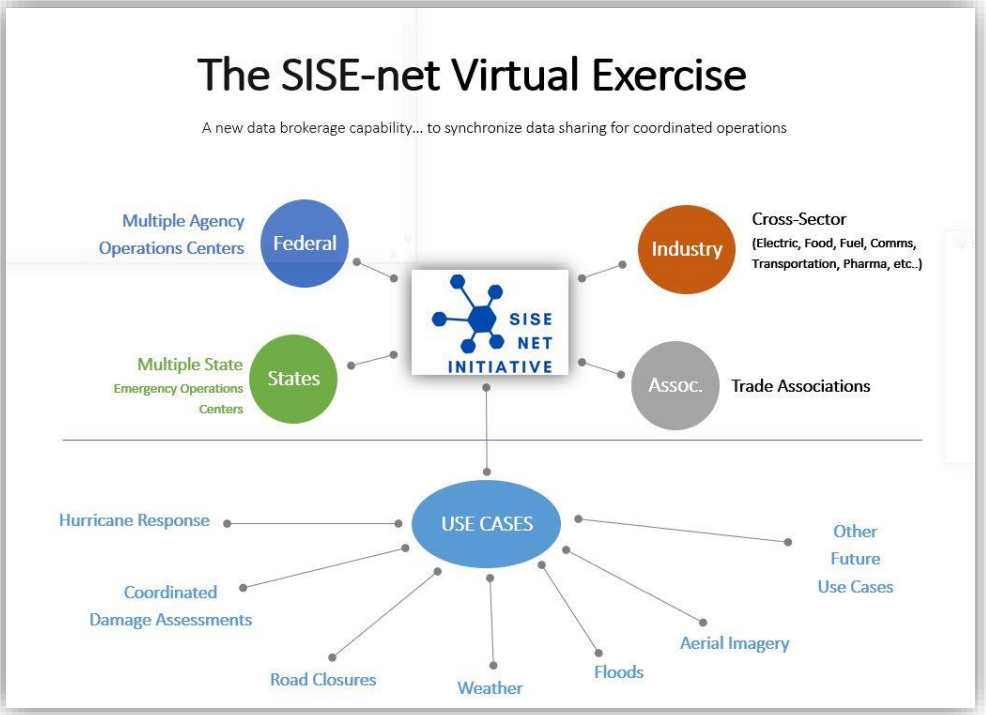 The SISE-net Virtual Exercise
A new data brokerage capability... to synchronize data sharing for coordinated operations
Multiple Agency
Operations Centers
Federal
Industry
Cross-Sector
(Electric, Food, Fuel, Comms,
Transportation, Pharma, etc..)
SISE
NET
INITIATIVE
Multiple State
Emergency Operations
Centers
States
Assoc.
Trade Associations
USE CASES
Hurricane Response
Coordinated
Damage Assessments
Road Closures
Weather
Floods
Aerial Imagery
Other
Future
Use Cases